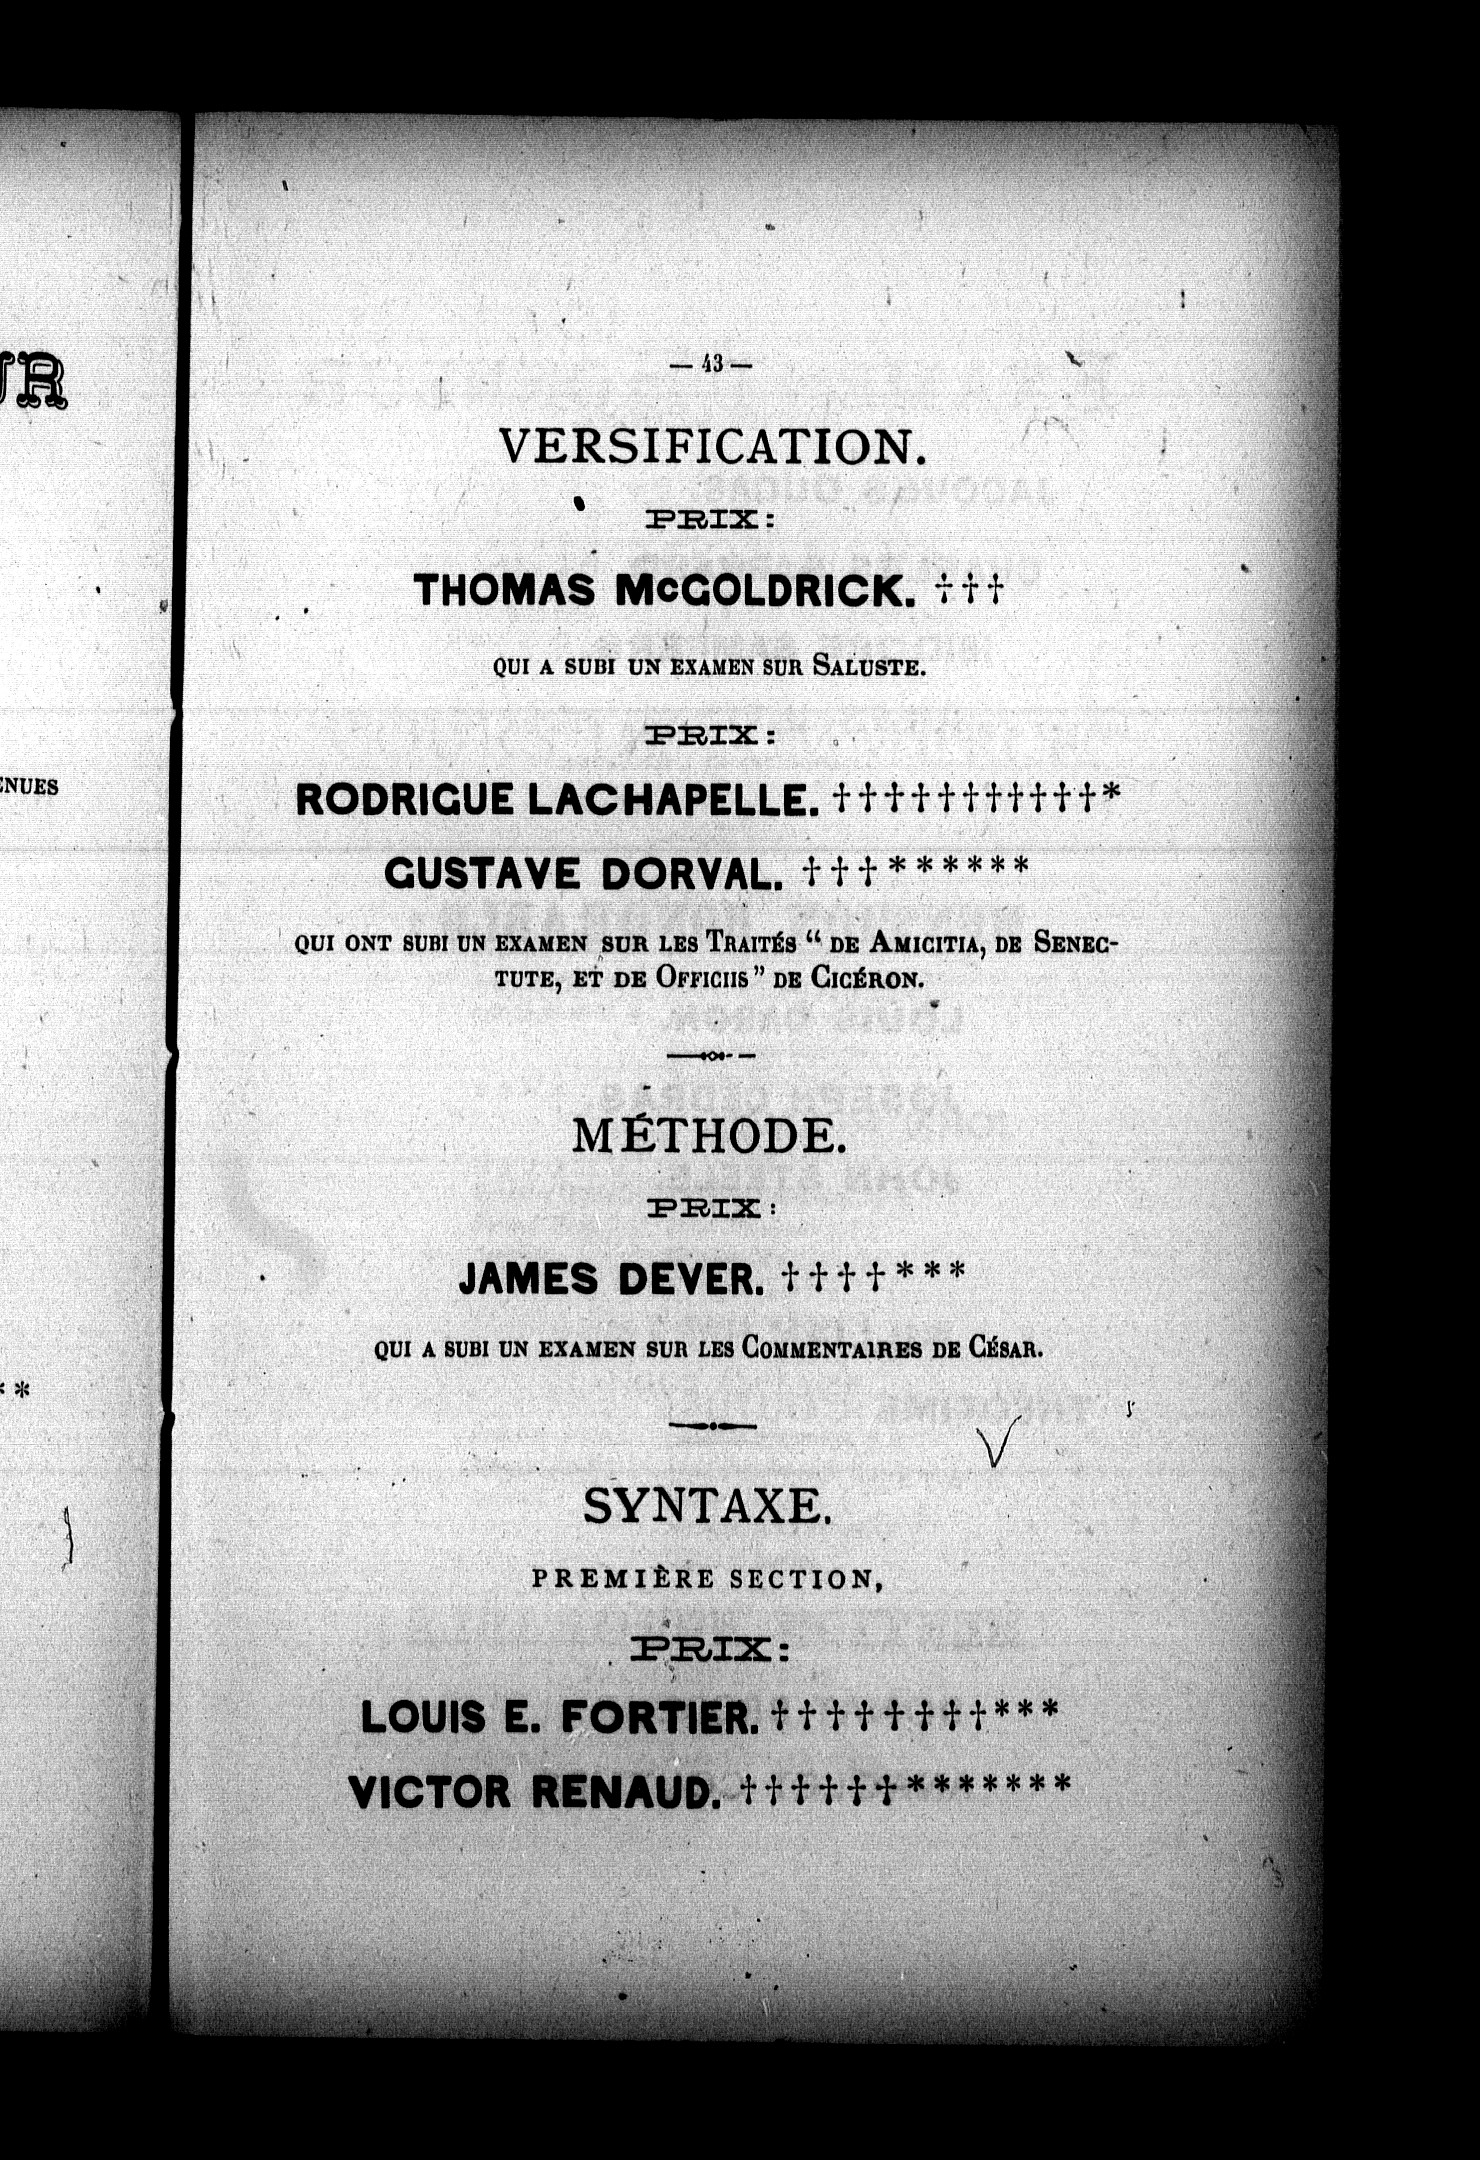 — 43 —
VERSIFICATION.
PRIX:
THOMAS McGOLDRICK. †††
QUI A SUBI UN EXAMEN SUR SALUSTE.
PRIX:
RODRIGUE LACHAPELLE. †††††††††††*
GUSTAVE DORVAL. †††******
QUI ONT SUBI UN EXAMEN SUR LES TRAITÉS “ DE AMICITIA, DE SENEC-
TUTE, ET DE OFFICIIS ” DE CICÉRON.
MÉTHODE.
PRIX:
JAMES DEVER. ††††***
QUI A SUBI UN EXAMEN SUR LES COMMENTAIRES DE CÉSAR.
SYNTAXE.
PREMIÈRE SECTION,
PRIX:
LOUIS E. FORTIER. ††††††††***
VICTOR RENAUD. ††††††*******